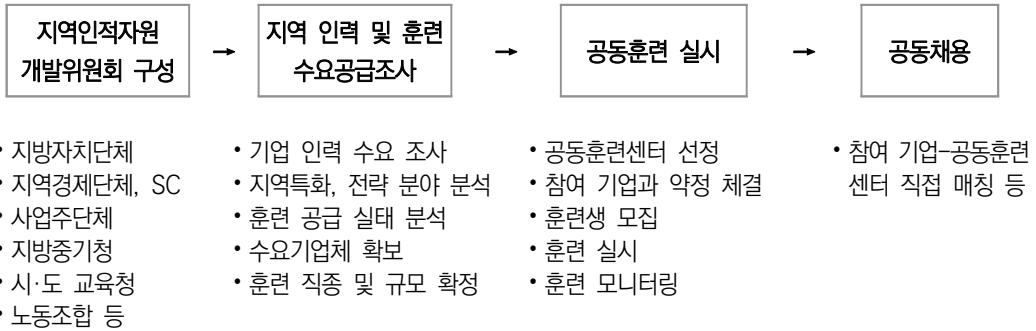 지역인적자원
개발위원회 구성
→
지역 인력 및 훈련
수요공급조사
→
공동훈련 실시
→
공동채용
• 지방자치단체
• 지역경제단체, SC
• 사업주단체
• 지방중기청
• 시·도 교육청
• 노동조합 등
• 기업 인력 수요 조사
• 지역특화, 전략 분야 분석
• 훈련 공급 실태 분석
• 수요기업체 확보
• 훈련 직종 및 규모 확정
• 공동훈련센터 선정
• 참여 기업과 약정 체결
• 훈련생 모집
• 훈련 실시
• 훈련 모니터링
• 참여 기업-공동훈련
센터 직접 매칭 등